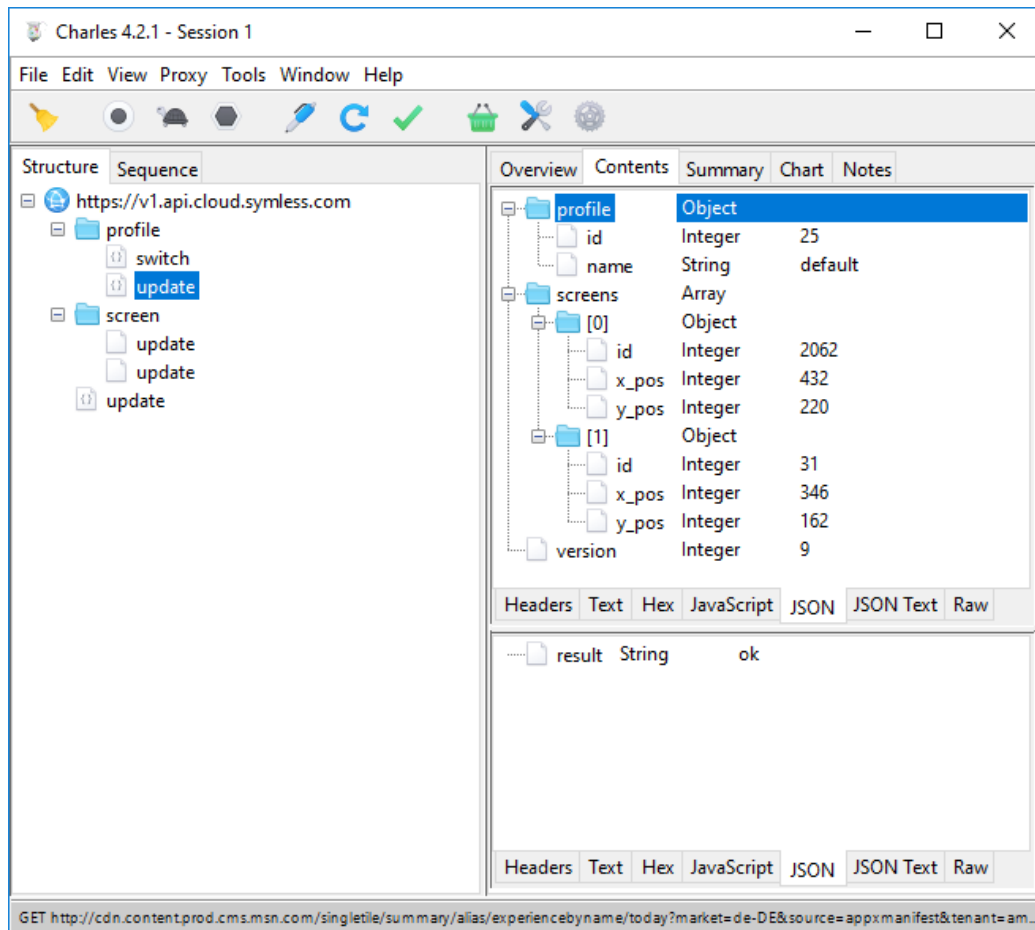 Charles 4.2.1 - Session 1
File Edit View Proxy Tools Window Help
Structure Sequence
https://v1.api.cloud.symless.com
profile
switch
update
screen
update
update
update
Overview Contents Summary Chart Notes
profile Object
id Integer 25
name String default
screens Array
[0] Object
id Integer 2062
x_pos Integer 432
y_pos Integer 220
[1] Object
id Integer 31
x_pos Integer 346
y_pos Integer 162
version Integer 9
Headers Text Hex JavaScript JSON JSON Text Raw
result String ok
Headers Text Hex JavaScript JSON JSON Text Raw
GET http://cdn.content.prod.cms.msn.com/singletile/summary/alias/experiencebyname/today?market=de-DE&source=appxmanifest&tenant=am...